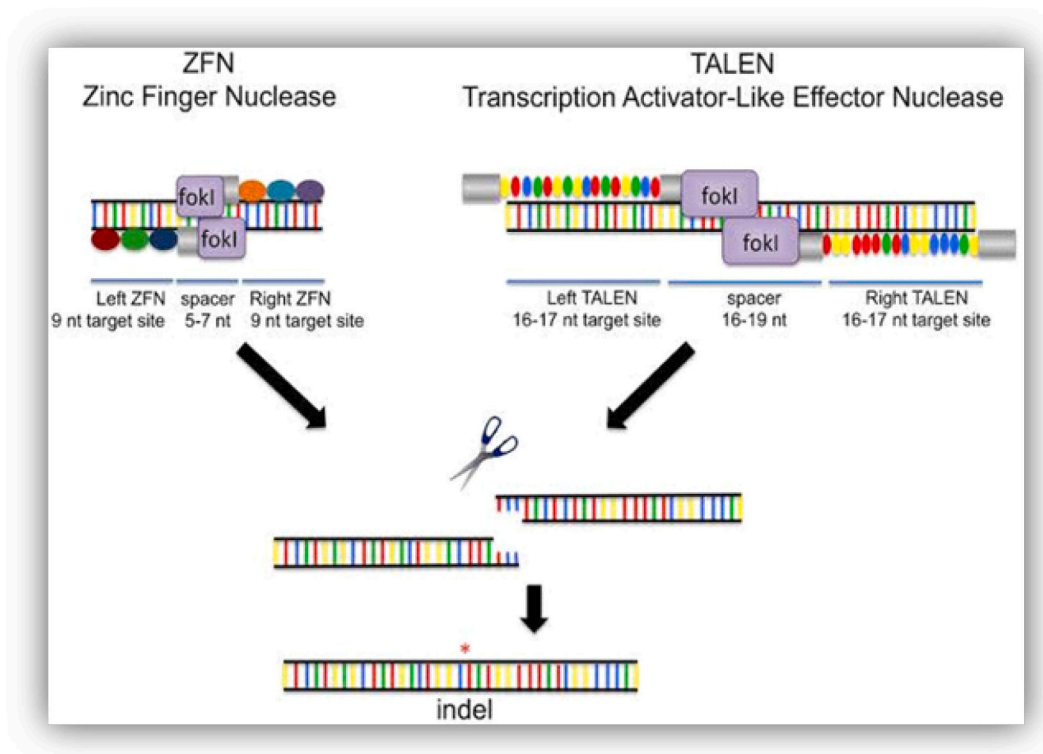 ZFN
Zinc Finger Nuclease
TALEN
Transcription Activator-Like Effector Nuclease
fokI
fokI
fokI
fokI
Left ZFN
9 nt target site
spacer
5-7 nt
Right ZFN
9 nt target site
Left TALEN
16-17 nt target site
spacer
16-19 nt
Right TALEN
16-17 nt target site
*
indel